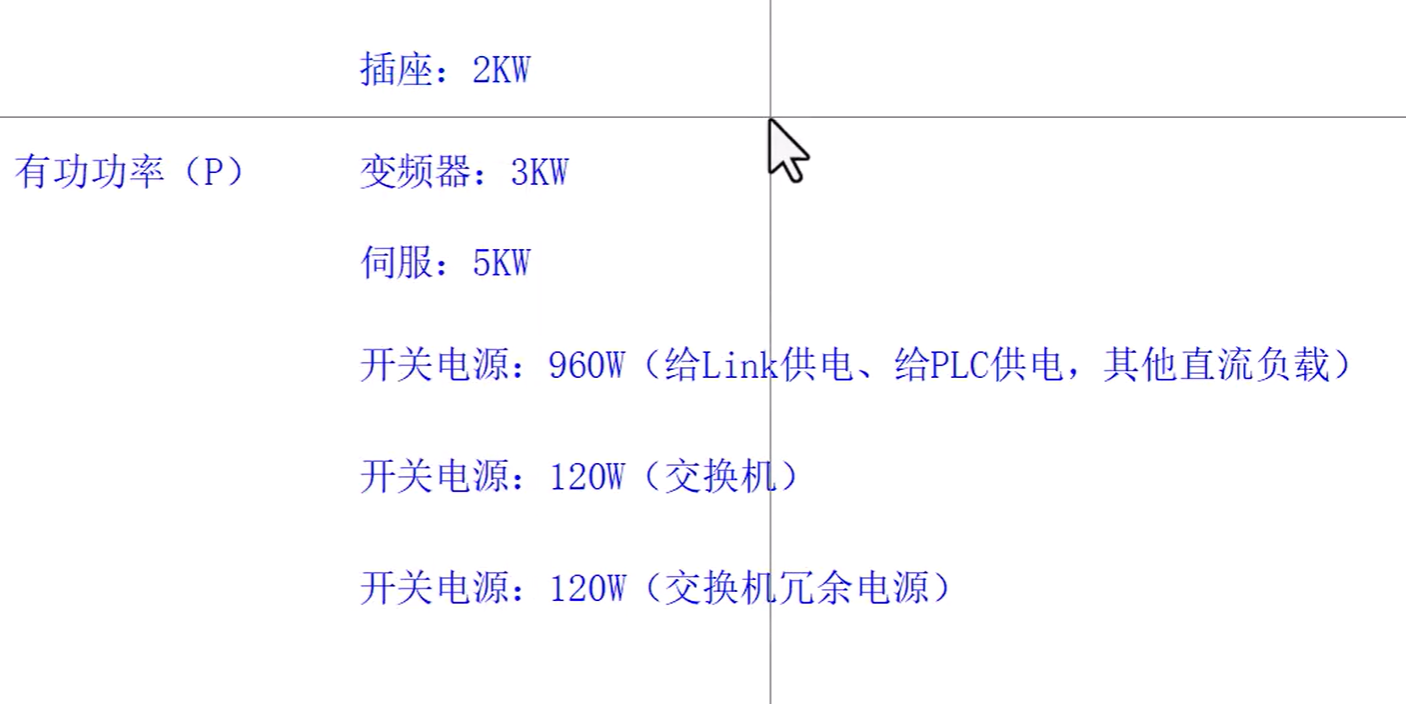 插座：2KW
有功功率（P） 变频器：3KW
伺服：5KW
开关电源：960W（给Link供电、给PLC供电，其他直流负载）
开关电源：120W（交换机）
开关电源：120W（交换机冗余电源）